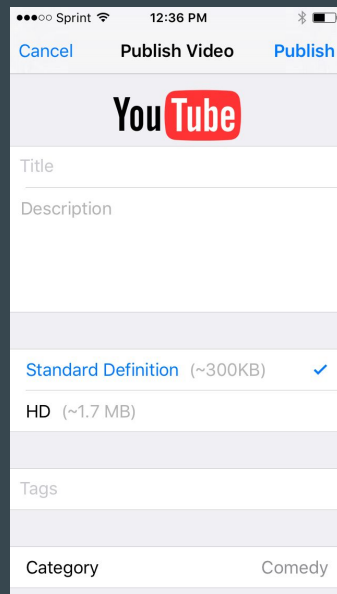 Sprint 12:36 PM
Cancel Publish Video Publish
YouTube
Title
Description
Standard Definition (~300KB)
HD (~1.7 MB)
Tags
Category Comedy